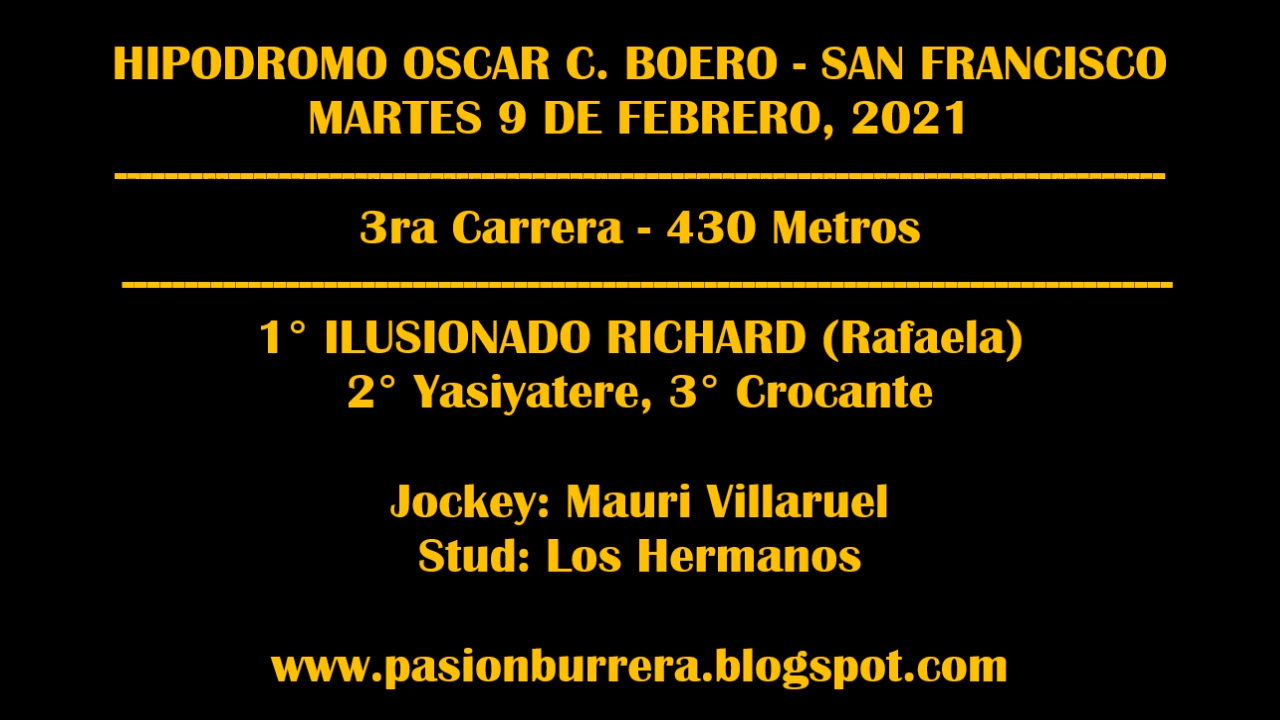 HIPODROMO OSCAR C. BOERO - SAN FRANCISCO
MARTES 9 DE FEBRERO, 2021
3ra Carrera - 430 Metros
1° ILUSIONADO RICHARD (Rafaela)
2° Yasiyatere, 3° Crocante
Jockey: Mauri Villaruel
Stud: Los Hermanos
www.pasionburrera.blogspot.com